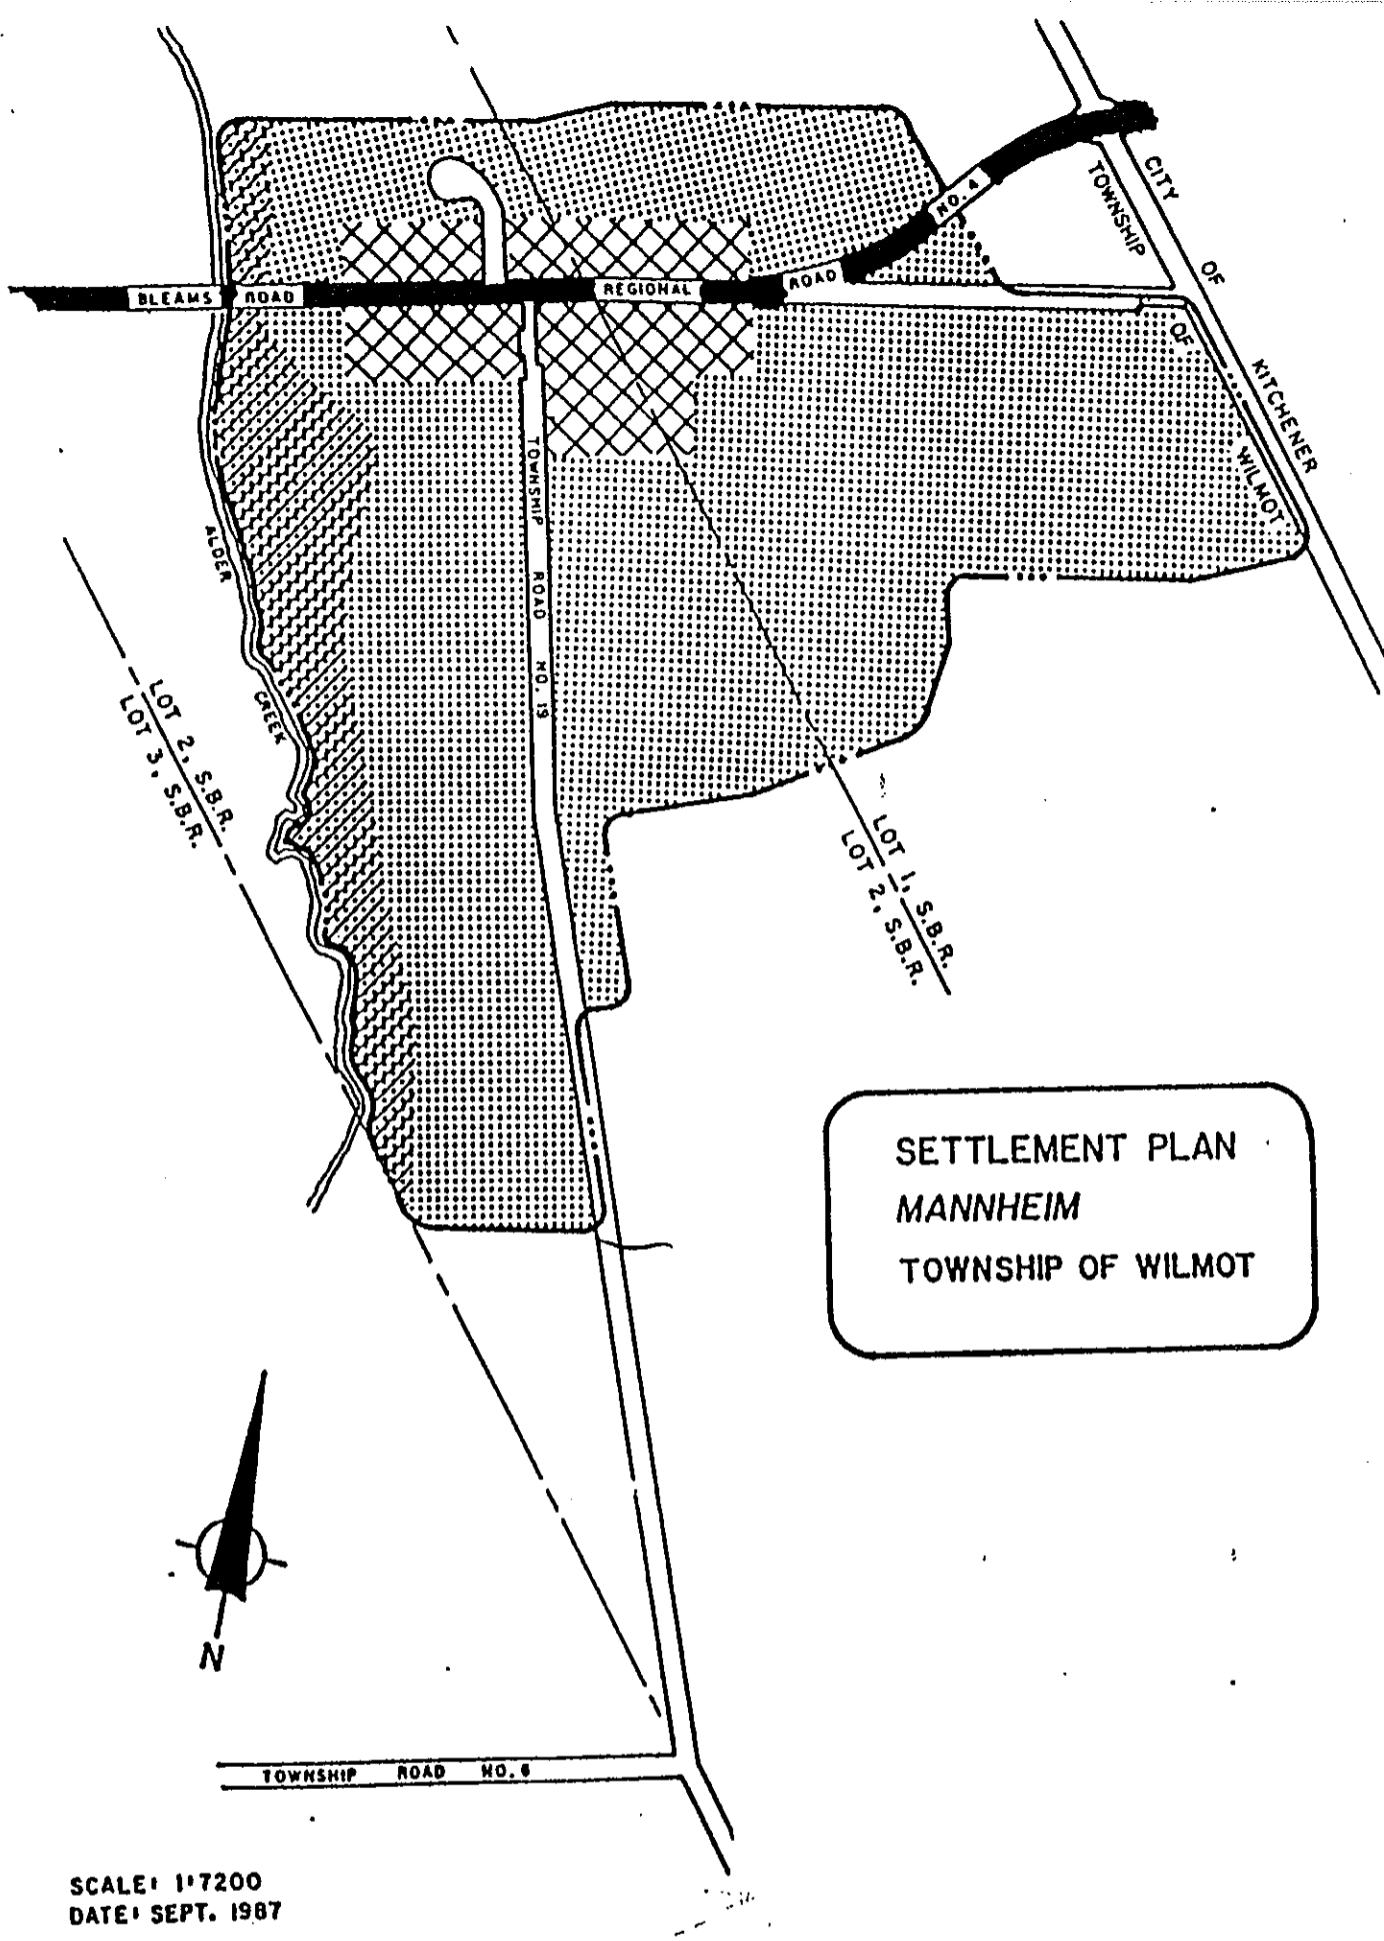 CITY OF KITCHENER
TOWNSHIP OF WILMOT
BLEAMS ROAD
REGIONAL ROAD NO. 4
TOWNSHIP ROAD NO. 19
ALDER CREEK
LOT 2, S.B.R.
LOT 3, S.B.R.
LOT 1, S.B.R.
LOT 2, S.B.R.
SETTLEMENT PLAN
MANNHEIM
TOWNSHIP OF WILMOT
N
TOWNSHIP ROAD NO. 6
SCALE: 1:7200
DATE: SEPT. 1987